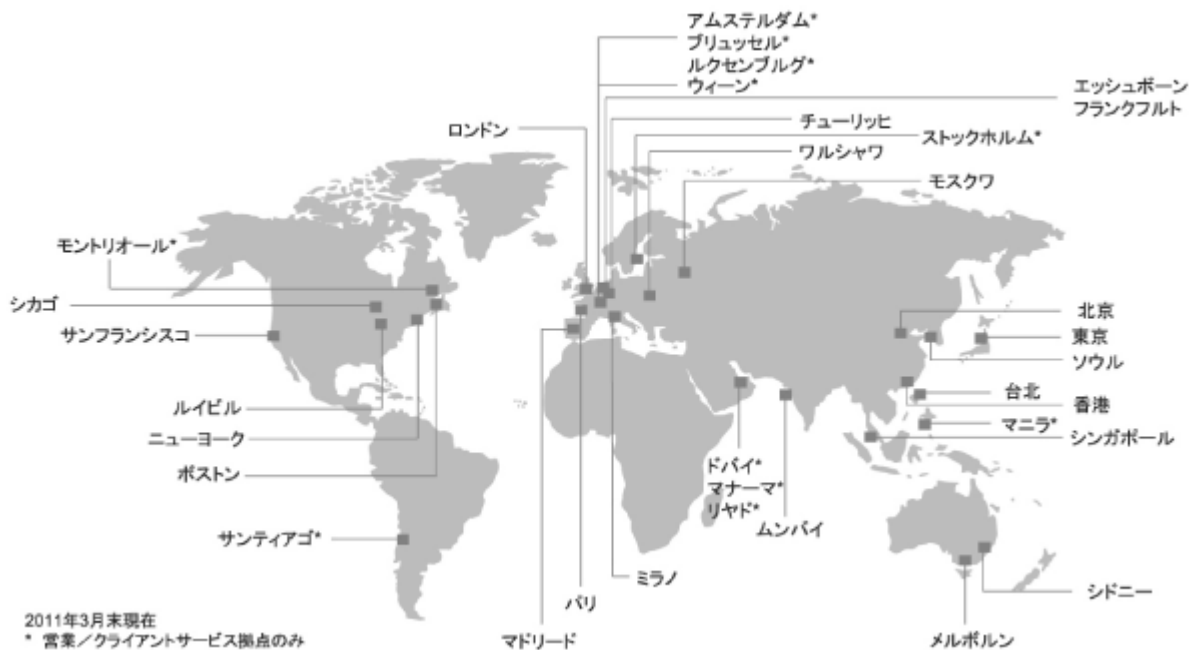 アムステルダム*
ブリュッセル*
ルクセンブルグ*
ウィーン*
エッシュボーン
フランクフルト
チューリッヒ
ロンドン
ストックホルム*
ワルシャワ
モスクワ
モントリオール*
シカゴ
サンフランシスコ
北京
東京
ソウル
台北
香港
マニラ*
シンガポール
ルイビル
ニューヨーク
ボストン
ドバイ*
マナーマ*
リヤド*
ムンバイ
サンティアゴ*
ミラノ
パリ
シドニー
マドリード
メルボルン
2011年3月末現在
* 営業／クライアントサービス拠点のみ